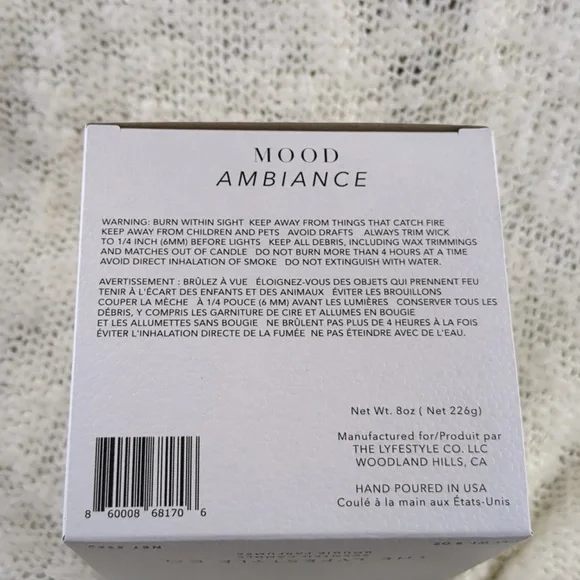 MOOD
AMBIANCE
WARNING: BURN WITHIN SIGHT KEEP AWAY FROM THINGS THAT CATCH FIRE
KEEP AWAY FROM CHILDREN AND PETS AVOID DRAFTS ALWAYS TRIM WICK
TO 1/4 INCH (6MM) BEFORE LIGHTS KEEP ALL DEBRIS, INCLUDING WAX TRIMMINGS
AND MATCHES OUT OF CANDLE DO NOT BURN MORE THAN 4 HOURS AT A TIME
AVOID DIRECT INHALATION OF SMOKE DO NOT EXTINGUISH WITH WATER.
AVERTISSEMENT : BRÛLEZ À VUE ÉLOIGNEZ-VOUS DES OBJETS QUI PRENNENT FEU
TENIR À L'ÉCART DES ENFANTS ET DES ANIMAUX ÉVITER LES BROUILLONS
COUPER LA MÈCHE À 1/4 POUCE (6 MM) AVANT LES LUMIÈRES CONSERVER TOUS LES
DÉBRIS, Y COMPRIS LES GARNITURE DE CIRE ET ALLUMES EN BOUGIE
ET LES ALLUMETTES SANS BOUGIE NE BRÛLENT PAS PLUS DE 4 HEURES À LA FOIS
ÉVITER L'INHALATION DIRECTE DE LA FUMÉE NE PAS ÉTEINDRE AVEC DE L'EAU.
Net Wt. 8oz ( Net 226g)
Manufactured for/Produit par
THE LYFESTYLE CO. LLC
WOODLAND HILLS, CA
HAND POURED IN USA
Coulé à la main aux États-Unis
8 60008 68170 6
THE LYFESTYLE CO